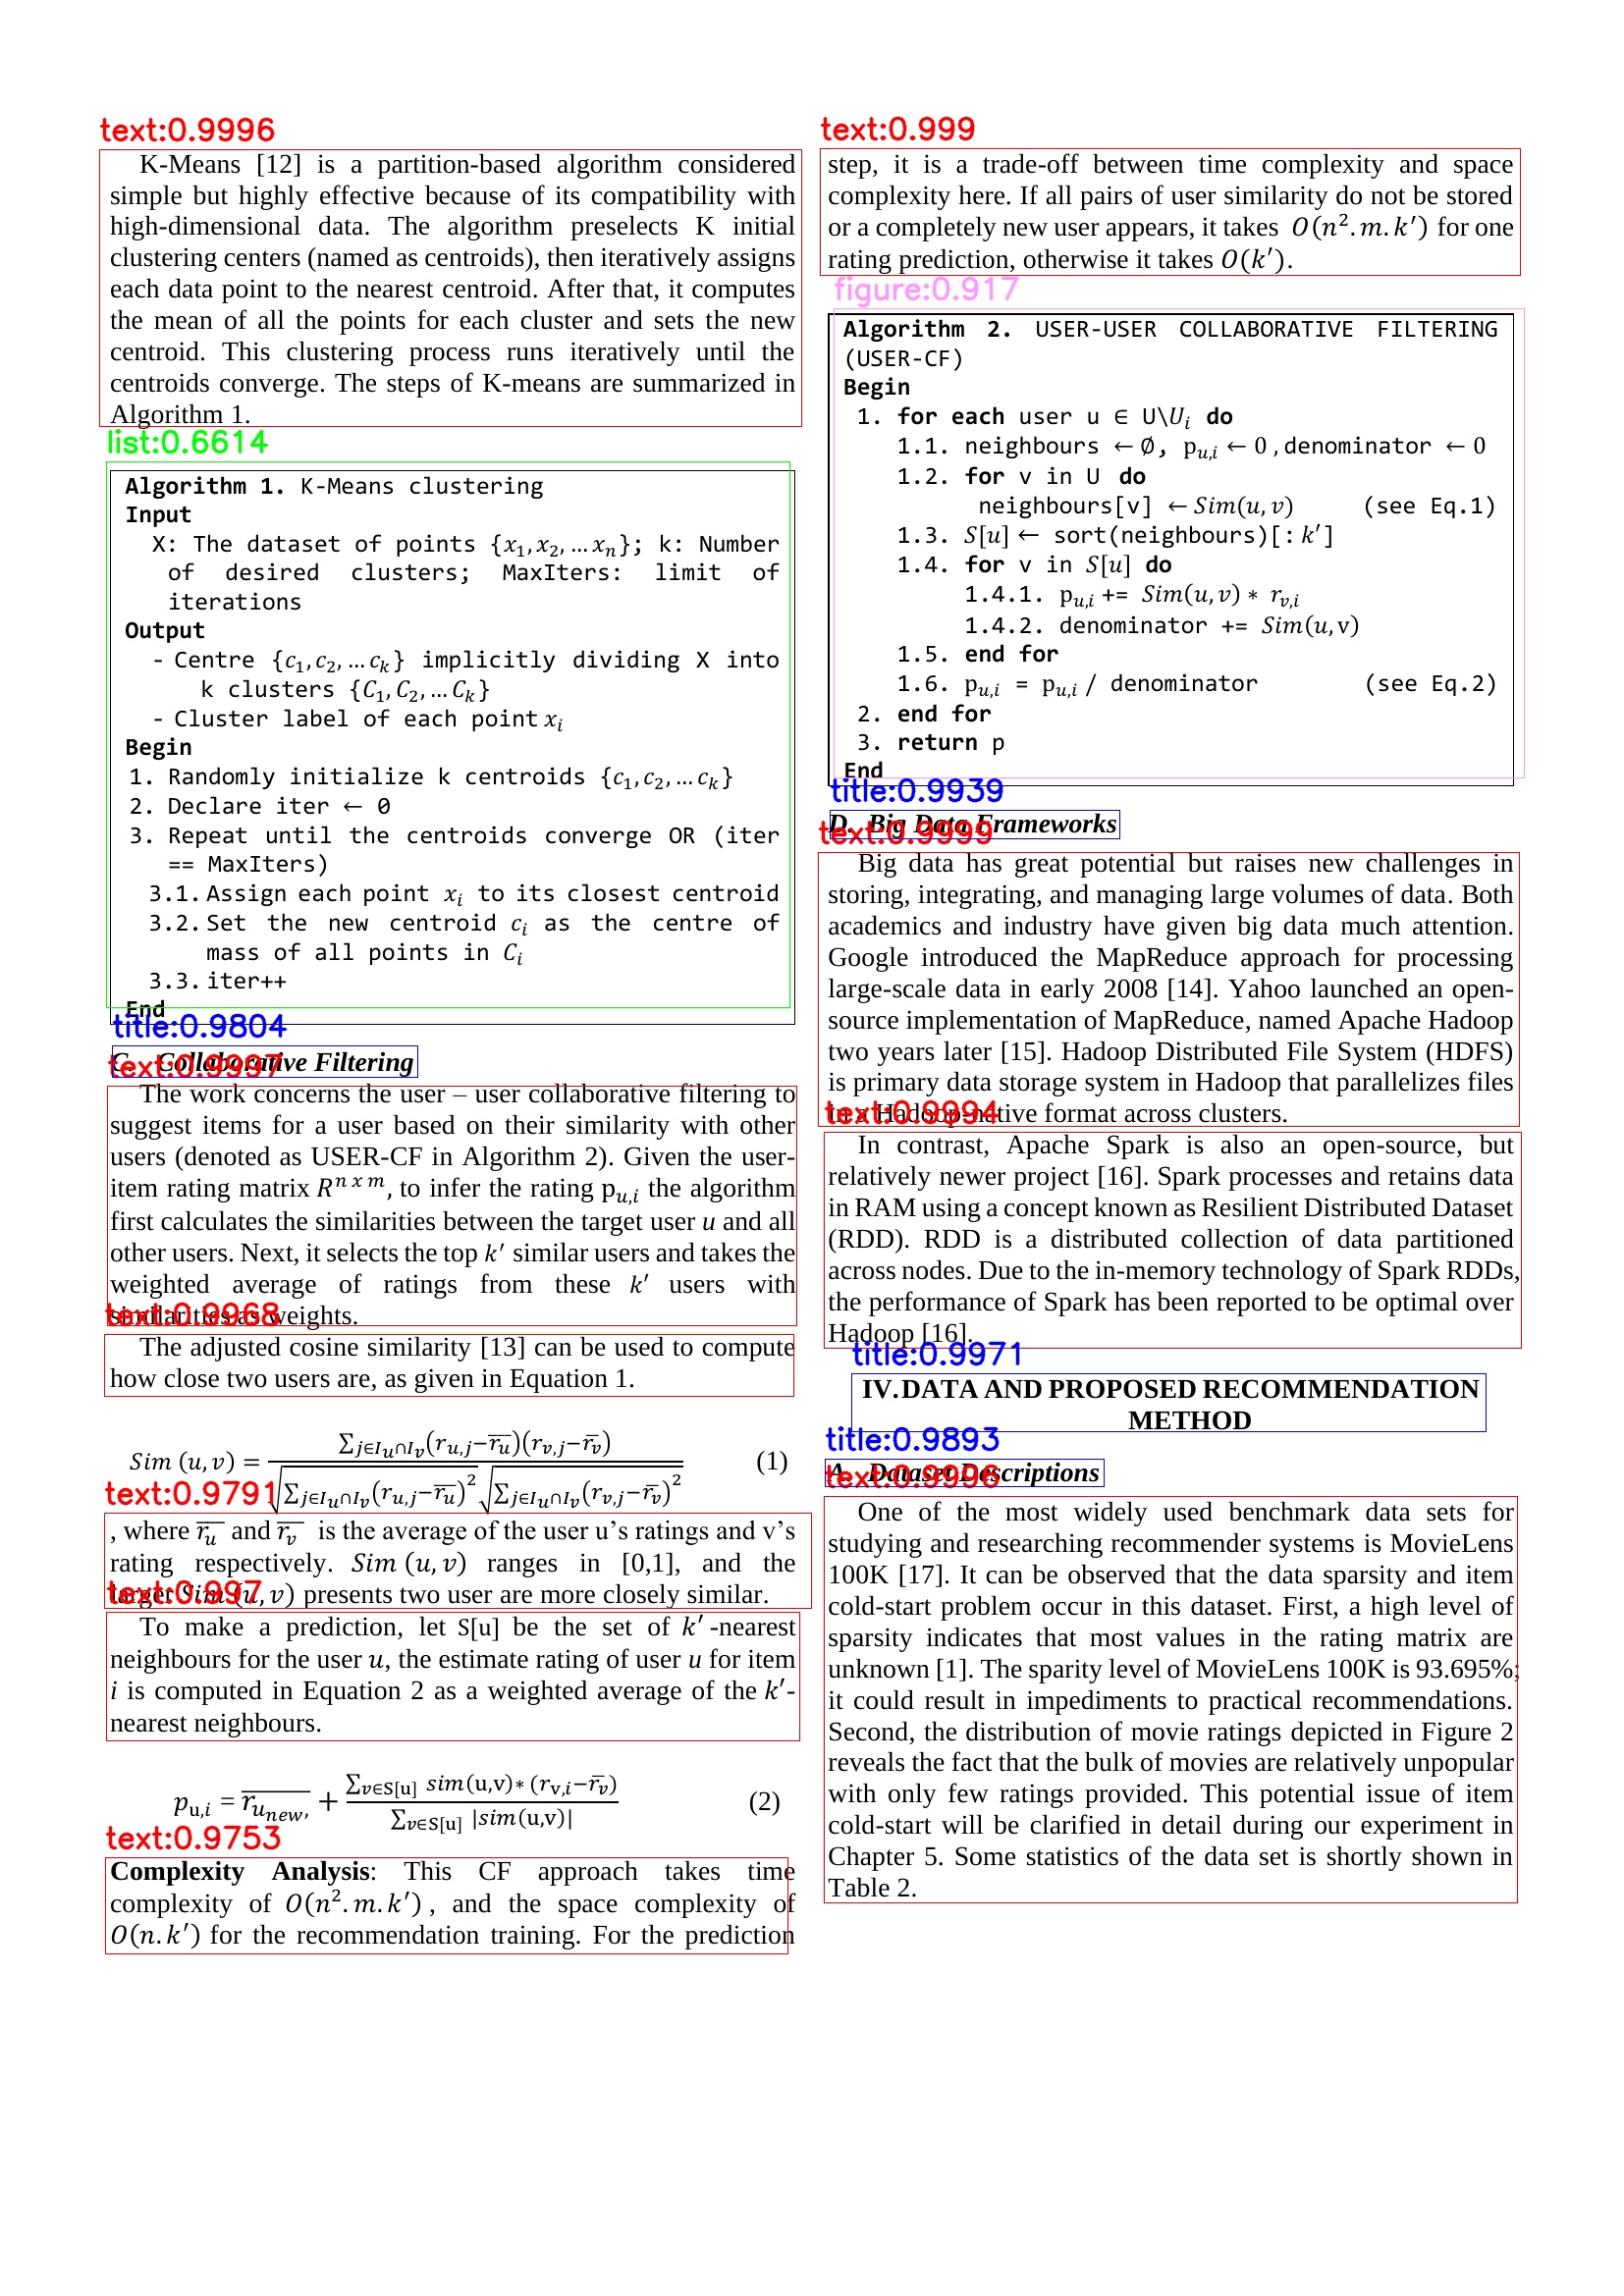 text:0.9996
K-Means [12] is a partition-based algorithm considered
simple but highly effective because of its compatibility with
high-dimensional data. The algorithm preselects K initial
clustering centers (named as centroids), then iteratively assigns
each data point to the nearest centroid. After that, it computes
the mean of all the points for each cluster and sets the new
centroid. This clustering process runs iteratively until the
centroids converge. The steps of K-means are summarized in
Algorithm 1.
list:0.6614
Algorithm 1. K-Means clustering
Input
X: The dataset of points {x₁,x₂,…xₙ}; k: Number
of desired clusters; MaxIters: limit of
iterations
Output
- Centre {c₁,c₂,…cₖ} implicitly dividing X into
k clusters {C₁,C₂,…Cₖ}
- Cluster label of each point xᵢ
Begin
1. Randomly initialize k centroids {c₁,c₂,…cₖ}
2. Declare iter ← 0
3. Repeat until the centroids converge OR (iter
== MaxIters)
3.1. Assign each point xᵢ to its closest centroid
3.2. Set the new centroid cᵢ as the centre of
mass of all points in Cᵢ
3.3. iter++
End
title:0.9804
C. Collaborative Filtering
text:0.9997
The work concerns the user – user collaborative filtering to
suggest items for a user based on their similarity with other
users (denoted as USER-CF in Algorithm 2). Given the user-
item rating matrix R^{n x m}, to infer the rating p_{u,i} the algorithm
first calculates the similarities between the target user u and all
other users. Next, it selects the top k′ similar users and takes the
weighted average of ratings from these k′ users with
similarities as weights.
text:0.9968
The adjusted cosine similarity [13] can be used to compute
how close two users are, as given in Equation 1.
Sim (u,v) = \frac{∑_{j∈I_u∩I_v}(r_{u,j}−\overline{r_u})(r_{v,j}−\overline{r_v})}{\sqrt{∑_{j∈I_u∩I_v}(r_{u,j}−\overline{r_u})^2}\sqrt{∑_{j∈I_u∩I_v}(r_{v,j}−\overline{r_v})^2}} (1)
text:0.9791
, where \overline{r_u} and \overline{r_v} is the average of the user u’s ratings and v’s
rating respectively. Sim (u,v) ranges in [0,1], and the
larger Sim (u,v) presents two user are more closely similar.
text:0.997
To make a prediction, let S[u] be the set of k′-nearest
neighbours for the user u, the estimate rating of user u for item
i is computed in Equation 2 as a weighted average of the k′-
nearest neighbours.
p_{u,i} = \overline{r_{u_{new},}} + \frac{∑_{v∈S[u]} sim(u,v)∗(r_{v,i}−\overline{r_v})}{∑_{v∈S[u]} |sim(u,v)|} (2)
text:0.9753
Complexity Analysis: This CF approach takes time
complexity of O(n².m.k′), and the space complexity of
O(n.k′) for the recommendation training. For the prediction
text:0.999
step, it is a trade-off between time complexity and space
complexity here. If all pairs of user similarity do not be stored
or a completely new user appears, it takes O(n².m.k′) for one
rating prediction, otherwise it takes O(k′).
figure:0.917
Algorithm 2. USER-USER COLLABORATIVE FILTERING
(USER-CF)
Begin
1. for each user u ∈ U\Uᵢ do
1.1. neighbours ← ∅, p_{u,i} ← 0 , denominator ← 0
1.2. for v in U do
neighbours[v] ← Sim(u,v) (see Eq.1)
1.3. S[u] ← sort(neighbours)[:k′]
1.4. for v in S[u] do
1.4.1. p_{u,i} += Sim(u,v) ∗ r_{v,i}
1.4.2. denominator += Sim(u,v)
1.5. end for
1.6. p_{u,i} = p_{u,i} / denominator (see Eq.2)
2. end for
3. return p
End
title:0.9939
D. Big Data Frameworks
text:0.9999
Big data has great potential but raises new challenges in
storing, integrating, and managing large volumes of data. Both
academics and industry have given big data much attention.
Google introduced the MapReduce approach for processing
large-scale data in early 2008 [14]. Yahoo launched an open-
source implementation of MapReduce, named Apache Hadoop
two years later [15]. Hadoop Distributed File System (HDFS)
is primary data storage system in Hadoop that parallelizes files
in a Hadoop-native format across clusters.
text:0.9994
In contrast, Apache Spark is also an open-source, but
relatively newer project [16]. Spark processes and retains data
in RAM using a concept known as Resilient Distributed Dataset
(RDD). RDD is a distributed collection of data partitioned
across nodes. Due to the in-memory technology of Spark RDDs,
the performance of Spark has been reported to be optimal over
Hadoop [16].
title:0.9971
IV. DATA AND PROPOSED RECOMMENDATION
METHOD
title:0.9893
A. Dataset Descriptions
text:0.9996
One of the most widely used benchmark data sets for
studying and researching recommender systems is MovieLens
100K [17]. It can be observed that the data sparsity and item
cold-start problem occur in this dataset. First, a high level of
sparsity indicates that most values in the rating matrix are
unknown [1]. The sparity level of MovieLens 100K is 93.695%;
it could result in impediments to practical recommendations.
Second, the distribution of movie ratings depicted in Figure 2
reveals the fact that the bulk of movies are relatively unpopular
with only few ratings provided. This potential issue of item
cold-start will be clarified in detail during our experiment in
Chapter 5. Some statistics of the data set is shortly shown in
Table 2.